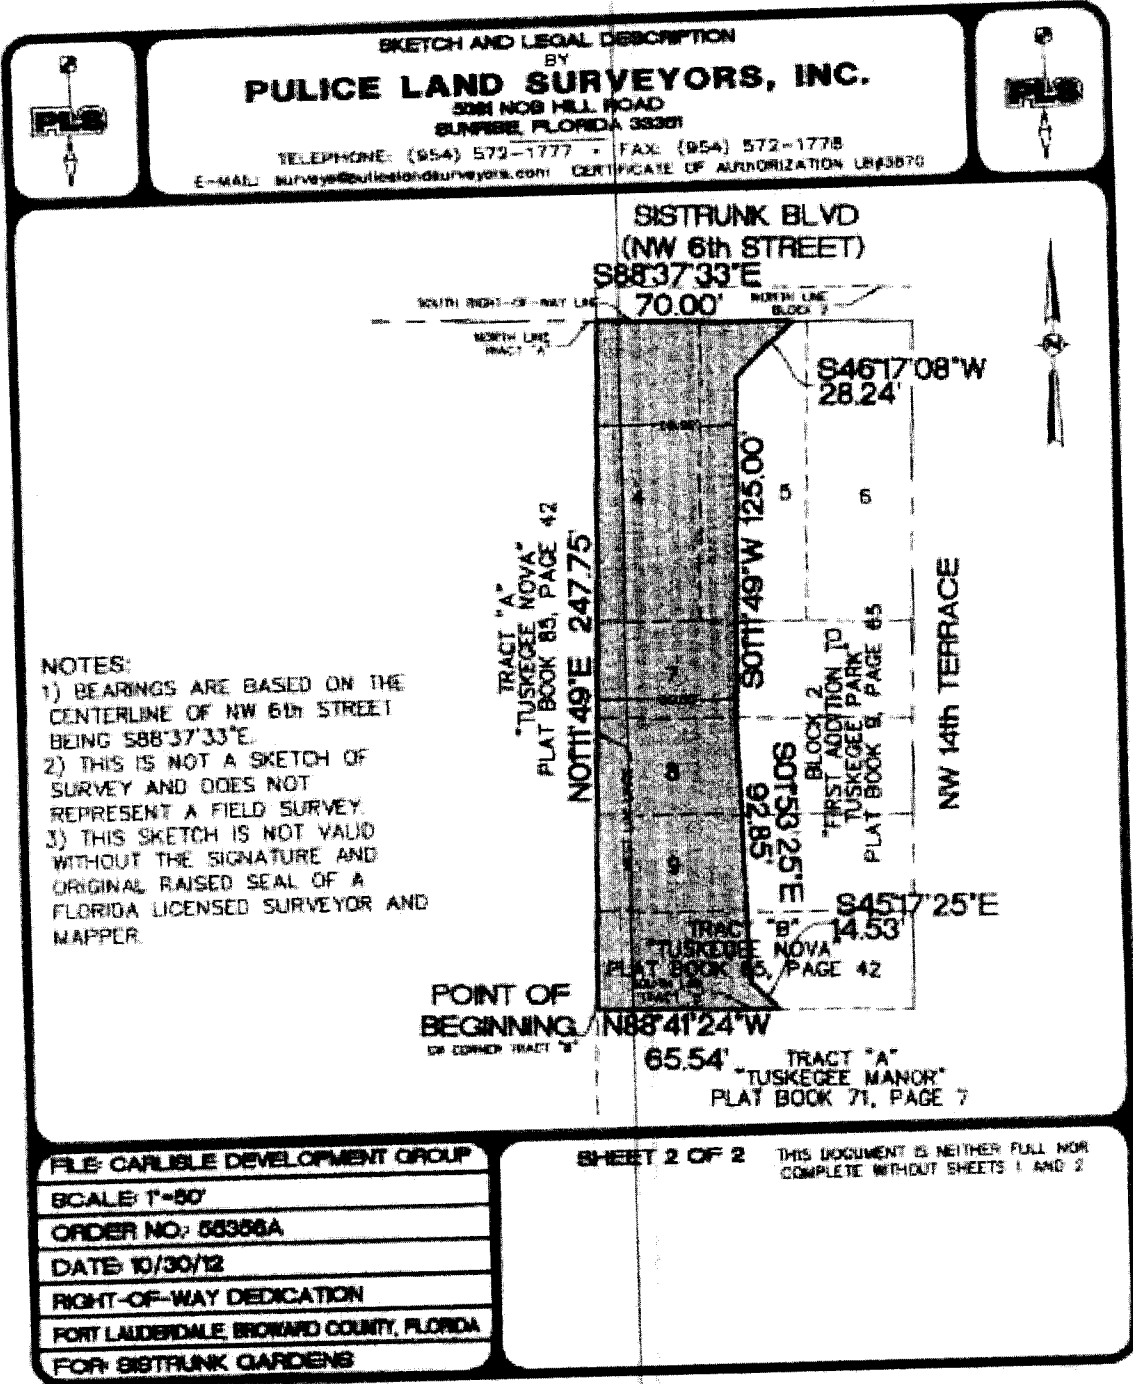 SKETCH AND LEGAL DESCRIPTION
BY
PULICE LAND SURVEYORS, INC.
5381 NOB HILL ROAD
SUNRISE, FLORIDA 33351
TELEPHONE: (954) 572-1777 • FAX: (954) 572-1778
E-MAIL: surveys@pulicelandsurveyors.com CERTIFICATE OF AUTHORIZATION LB#3870
PLS
PLS
SISTRUNK BLVD
(NW 6th STREET)
S88°37'33"E
70.00'
SOUTH RIGHT-OF-WAY LINE
NORTH LINE
BLOCK 2
NORTH LINE
TRACT "A"
S46°17'08"W
28.24'
4
5
6
S01°11'49"W 125.00'
TRACT "A"
"TUSKEGEE NOVA"
PLAT BOOK 85, PAGE 42
N01°11'49"E 247.75'
7
8
9
BLOCK 2
"FIRST ADDITION TO
TUSKEGEE PARK"
PLAT BOOK 9, PAGE 65
NW 14th TERRACE
S01°53'25"E
92.85'
S45°17'25"E
14.53'
TRACT "B"
"TUSKEGEE NOVA"
PLAT BOOK 85, PAGE 42
SOUTH LINE
TRACT "B"
POINT OF
BEGINNING
SW CORNER TRACT "B"
N88°41'24"W
65.54'
TRACT "A"
"TUSKEGEE MANOR"
PLAT BOOK 71, PAGE 7
NOTES:
1) BEARINGS ARE BASED ON THE
CENTERLINE OF NW 6th STREET
BEING S88°37'33"E.
2) THIS IS NOT A SKETCH OF
SURVEY AND DOES NOT
REPRESENT A FIELD SURVEY.
3) THIS SKETCH IS NOT VALID
WITHOUT THE SIGNATURE AND
ORIGINAL RAISED SEAL OF A
FLORIDA LICENSED SURVEYOR AND
MAPPER.
FILE: CARLISLE DEVELOPMENT GROUP
SCALE: 1"=50'
ORDER NO.: 56356A
DATE: 10/30/12
RIGHT-OF-WAY DEDICATION
FORT LAUDERDALE, BROWARD COUNTY, FLORIDA
FOR: SISTRUNK GARDENS
SHEET 2 OF 2
THIS DOCUMENT IS NEITHER FULL NOR
COMPLETE WITHOUT SHEETS 1 AND 2